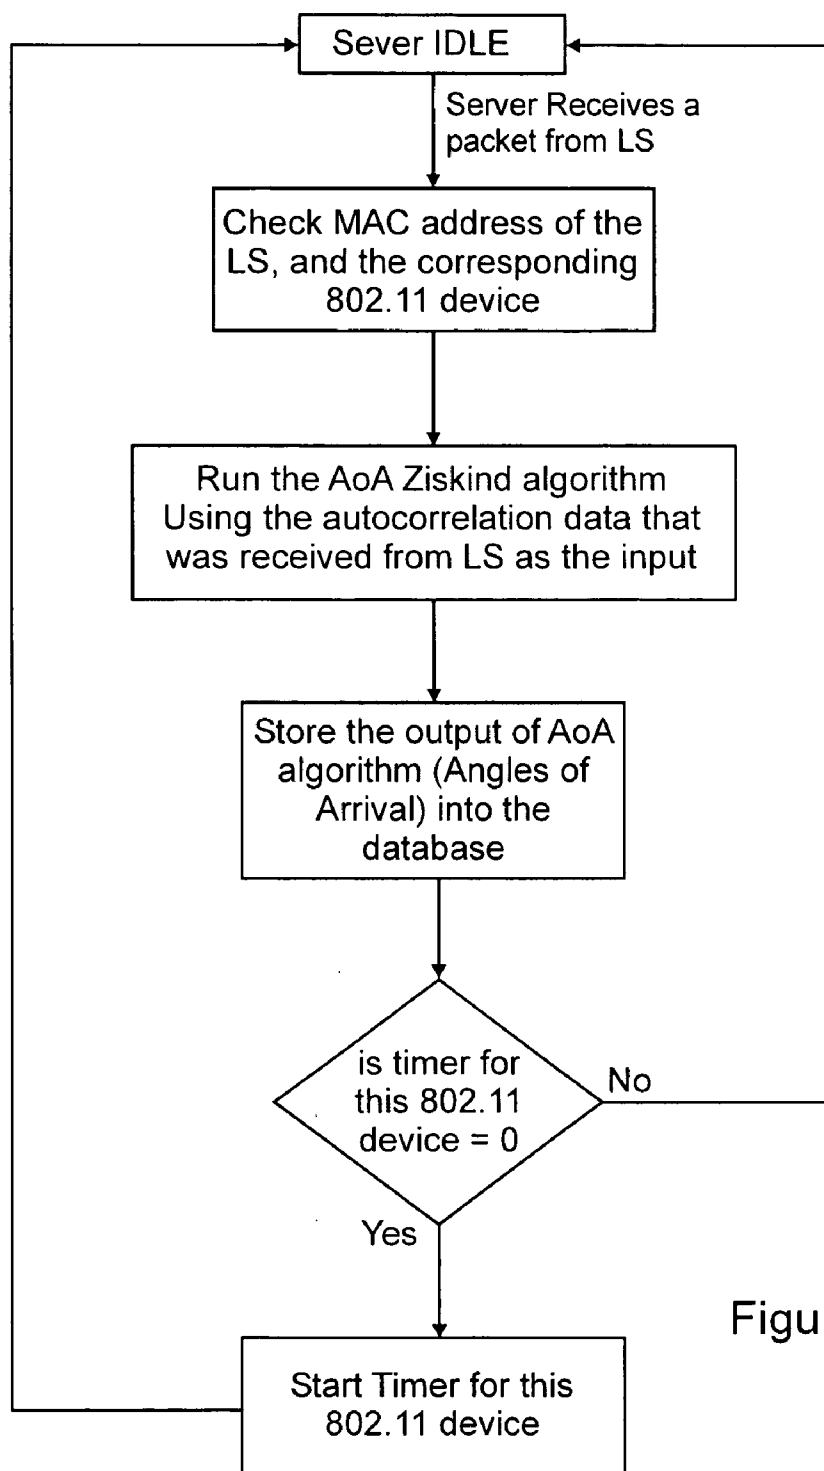 Sever IDLE
Server Receives a
packet from LS
Check MAC address of the
LS, and the corresponding
802.11 device
Run the AoA Ziskind algorithm
Using the autocorrelation data that
was received from LS as the input
Store the output of AoA
algorithm (Angles of
Arrival) into the
database
is timer for
this 802.11
device = 0
No
Yes
Figu
Start Timer for this
802.11 device